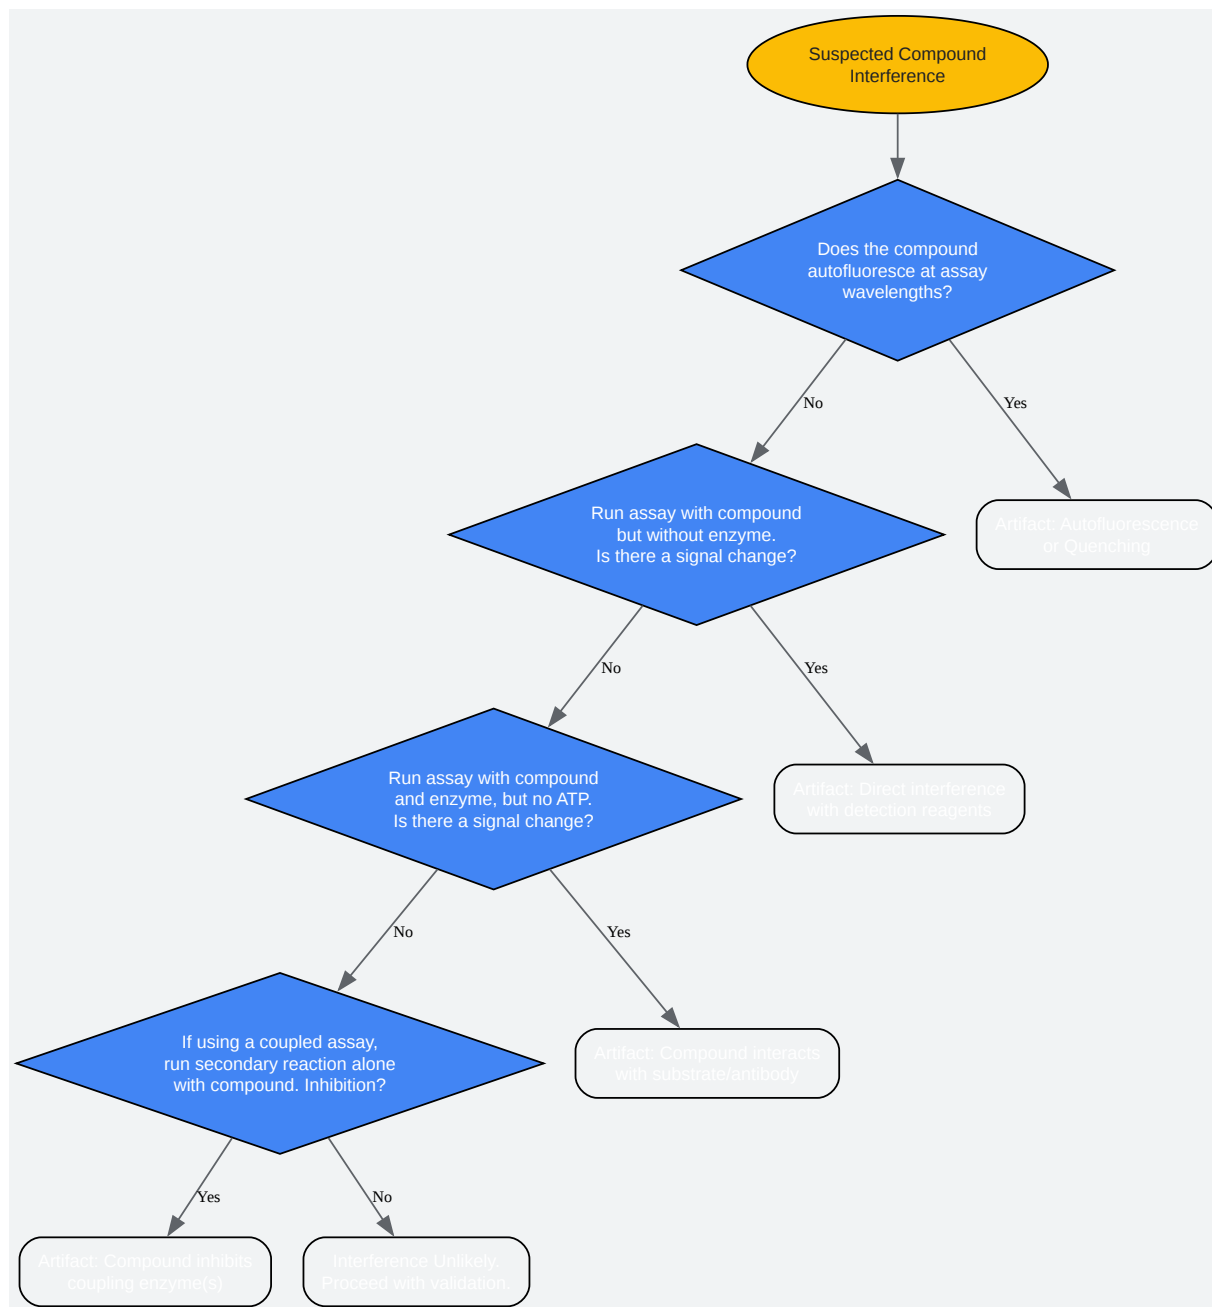 Suspected Compound
Interference
Does the compound
autofluoresce at assay
wavelengths?
No
Yes
Run assay with compound
but without enzyme.
Is there a signal change?
Artifact: Autofluorescence
or Quenching
No
Yes
Run assay with compound
and enzyme, but no ATP.
Is there a signal change?
Artifact: Direct interference
with detection reagents
No
Yes
If using a coupled assay,
run secondary reaction alone
with compound. Inhibition?
Artifact: Compound interacts
with substrate/antibody
Yes
No
Artifact: Compound inhibits
coupling enzyme(s)
Interference Unlikely.
Proceed with validation.